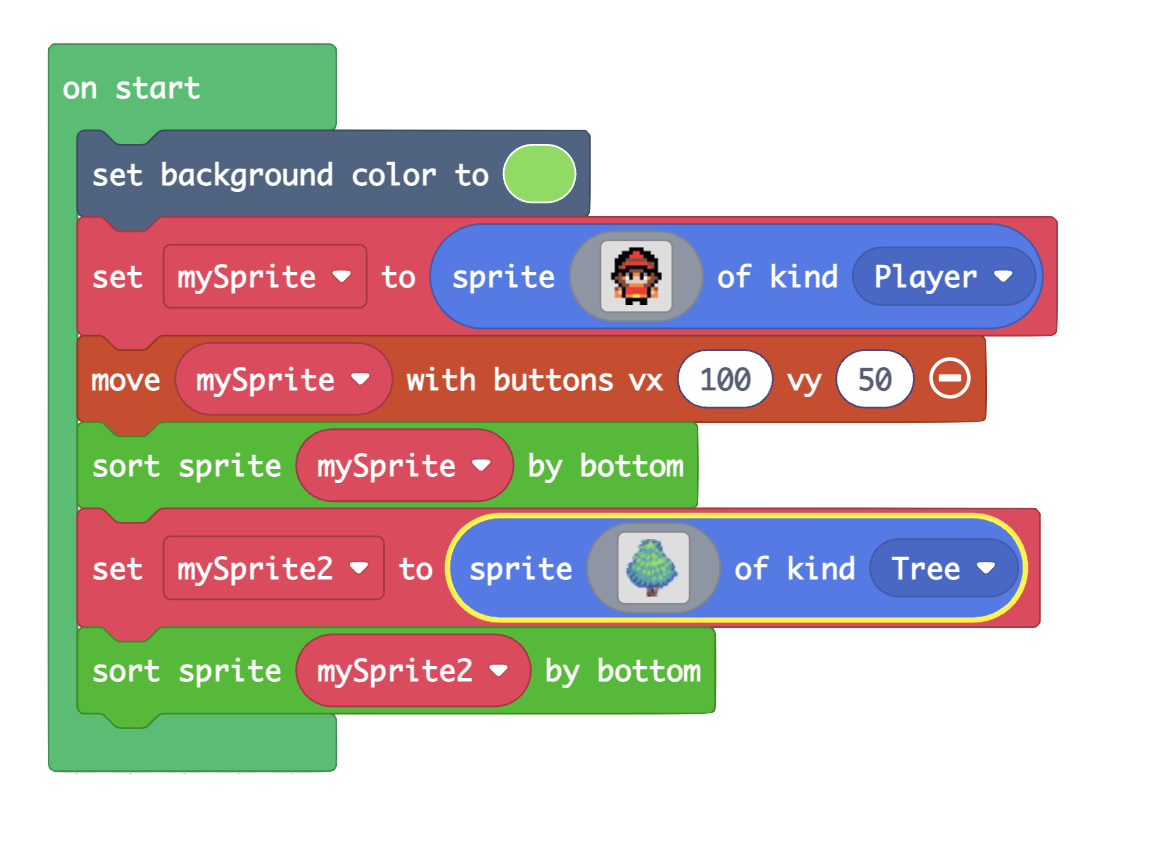 on start
set background color to
set mySprite to sprite of kind Player
move mySprite with buttons vx 100 vy 50
sort sprite mySprite by bottom
set mySprite2 to sprite of kind Tree
sort sprite mySprite2 by bottom